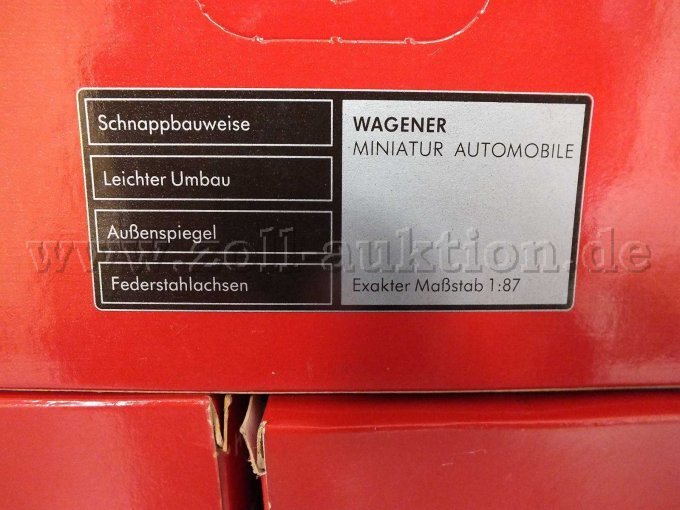 Schnappbauweise
Leichter Umbau
Außenspiegel
Federstahlachsen
WAGENER
MINIATUR AUTOMOBILE
Exakter Maßstab 1:87
www.zoll-auktion.de